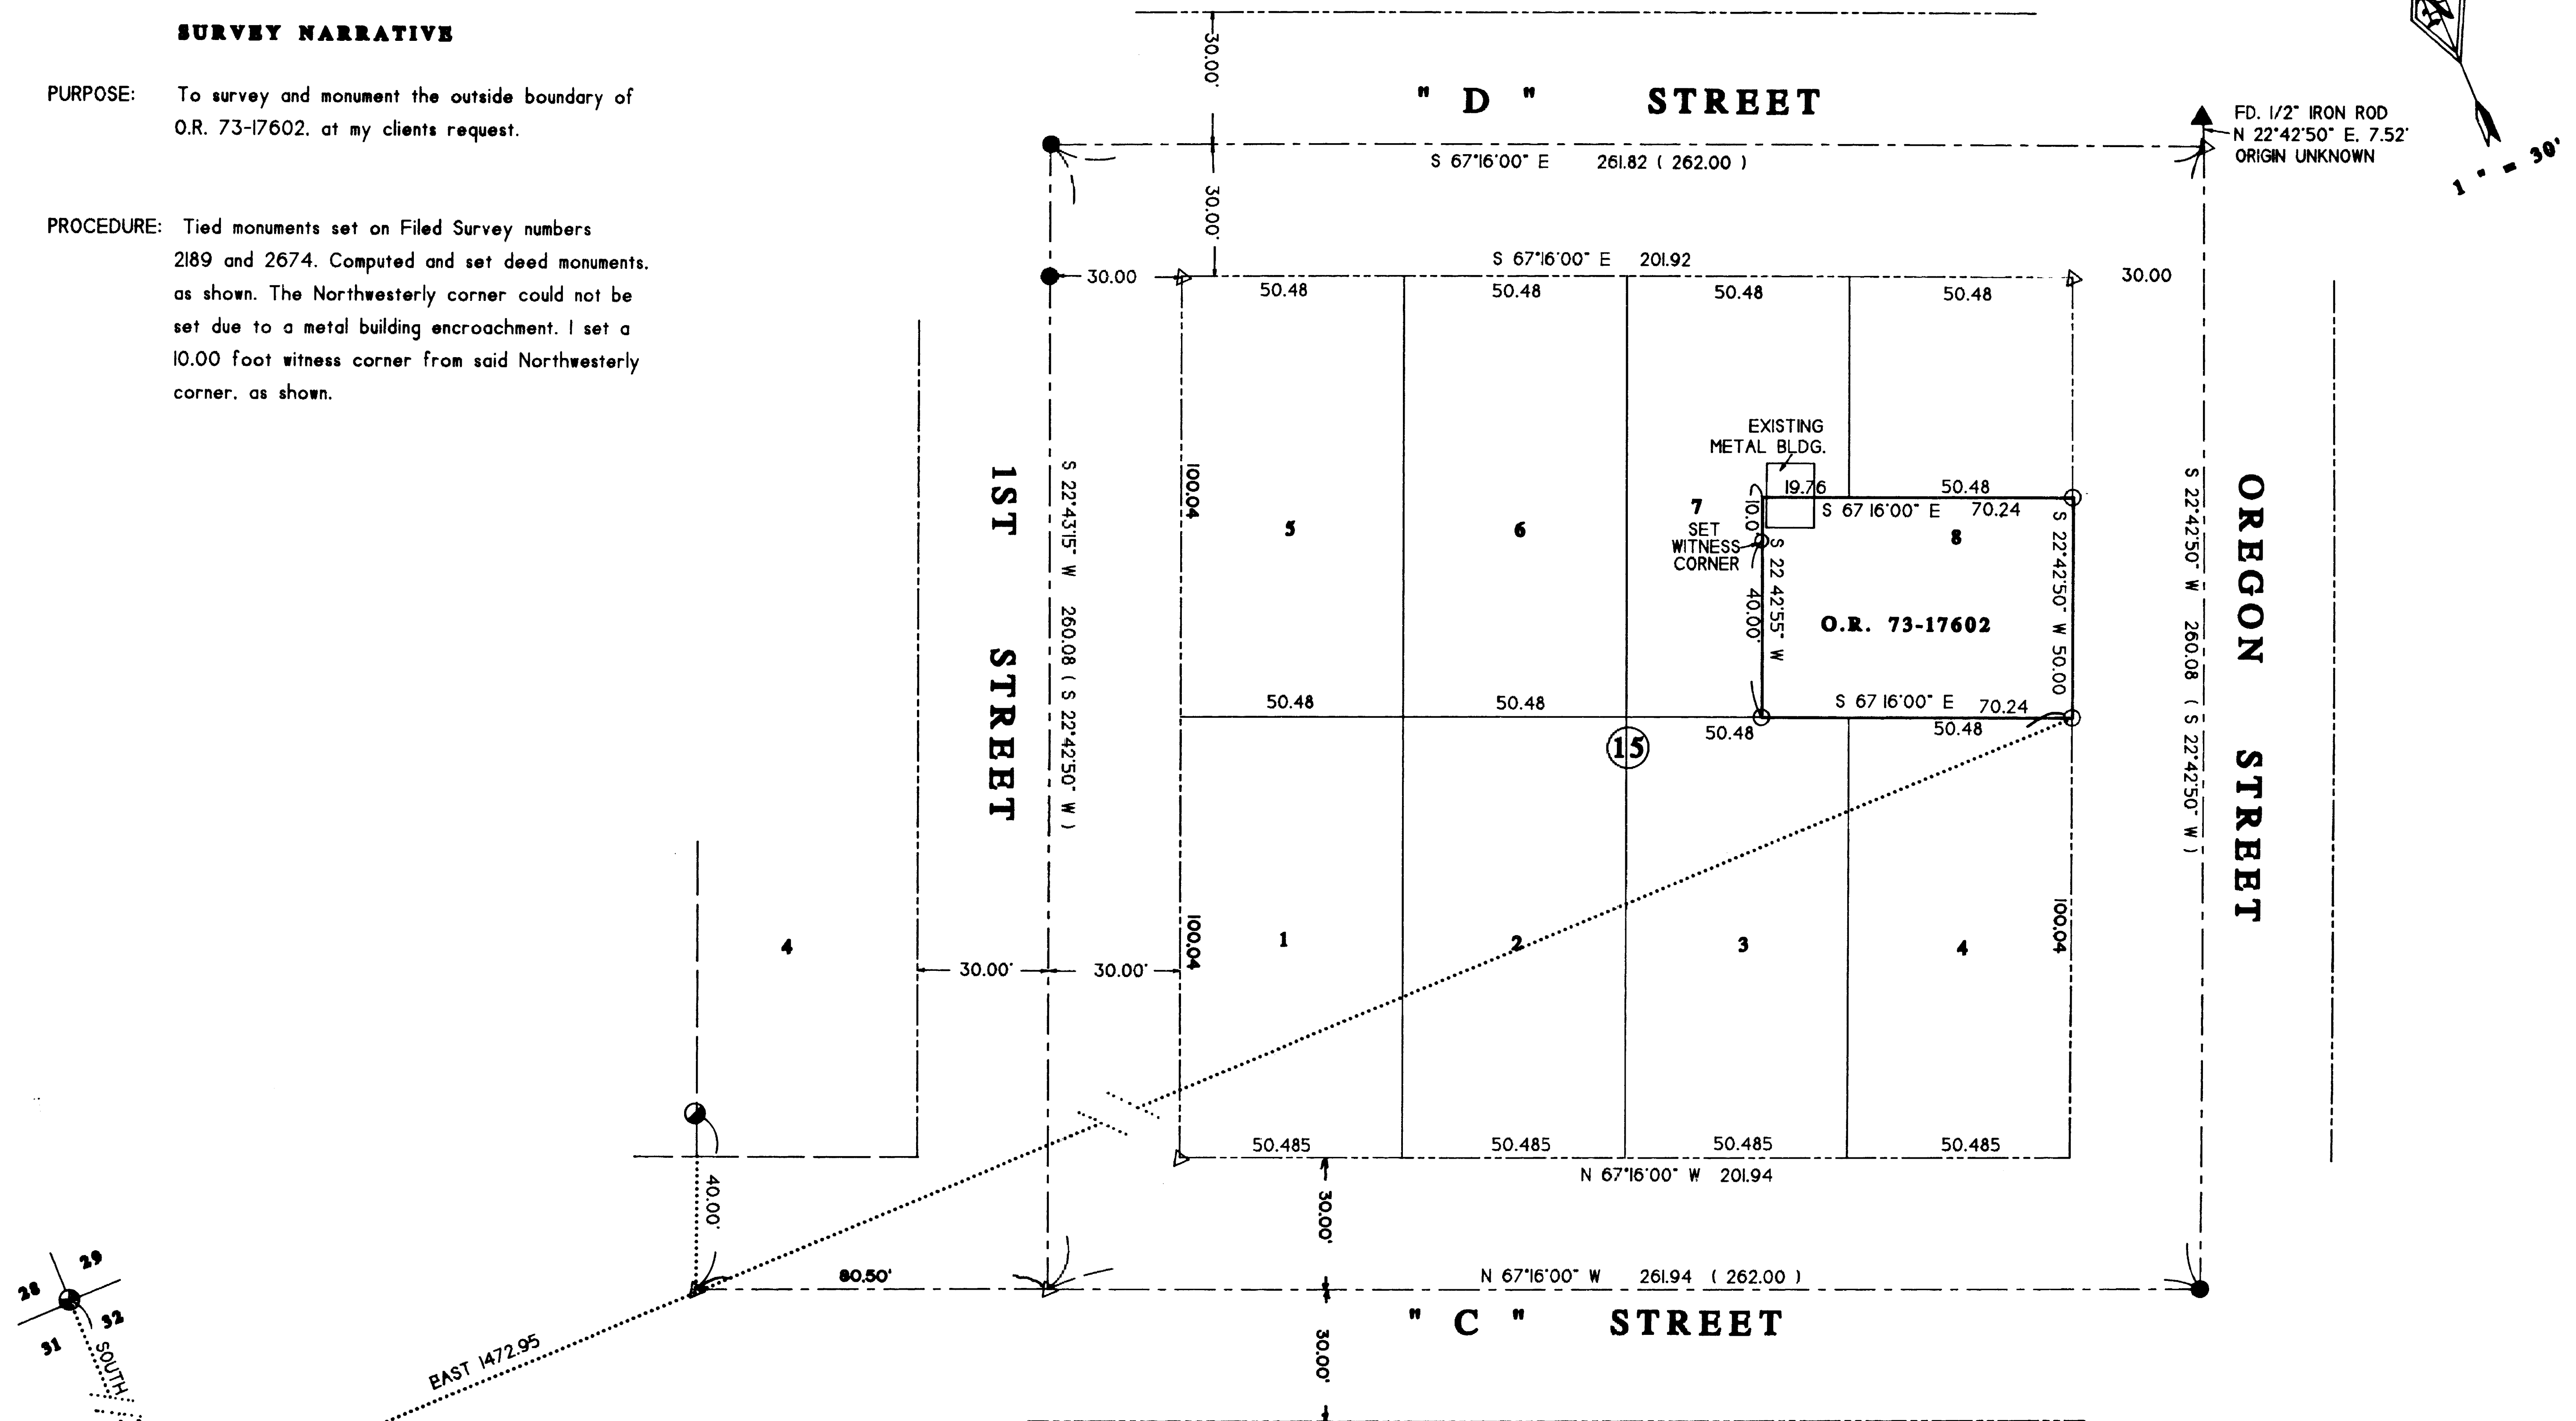 SURVEY NARRATIVE
PURPOSE: To survey and monument the outside boundary of
O.R. 73-17602, at my clients request.
PROCEDURE: Tied monuments set on Filed Survey numbers
2189 and 2674. Computed and set deed monuments,
as shown. The Northwesterly corner could not be
set due to a metal building encroachment. I set a
10.00 foot witness corner from said Northwesterly
corner, as shown.
30.00'
" D " STREET
FD. 1/2" IRON ROD
N 22°42'50" E, 7.52'
ORIGIN UNKNOWN
1 " = 30'
S 67°16'00" E 261.82 ( 262.00 )
30.00'
S 67°16'00" E 201.92
30.00
30.00
50.48
50.48
50.48
50.48
1ST STREET
S 22°43'15" W 260.08 ( S 22°42'50" W )
100.04
5
6
7
EXISTING
METAL BLDG.
19.76
50.48
S 67 16'00" E 70.24
8
10.0
SET
WITNESS
CORNER
S 22 42'55" W
40.00'
O.R. 73-17602
S 22°42'50" W 50.00
S 22°42'50" W 260.08 ( S 22°42'50" W )
OREGON STREET
S 67 16'00" E 70.24
50.48
50.48
50.48
50.48
15
100.04
100.04
4
1
2
3
4
30.00'
30.00'
50.485
50.485
50.485
50.485
N 67°16'00" W 201.94
40.00'
30.00'
80.50'
N 67°16'00" W 261.94 ( 262.00 )
" C " STREET
30.00'
28
29
31
32
SOUTH
EAST 1472.95